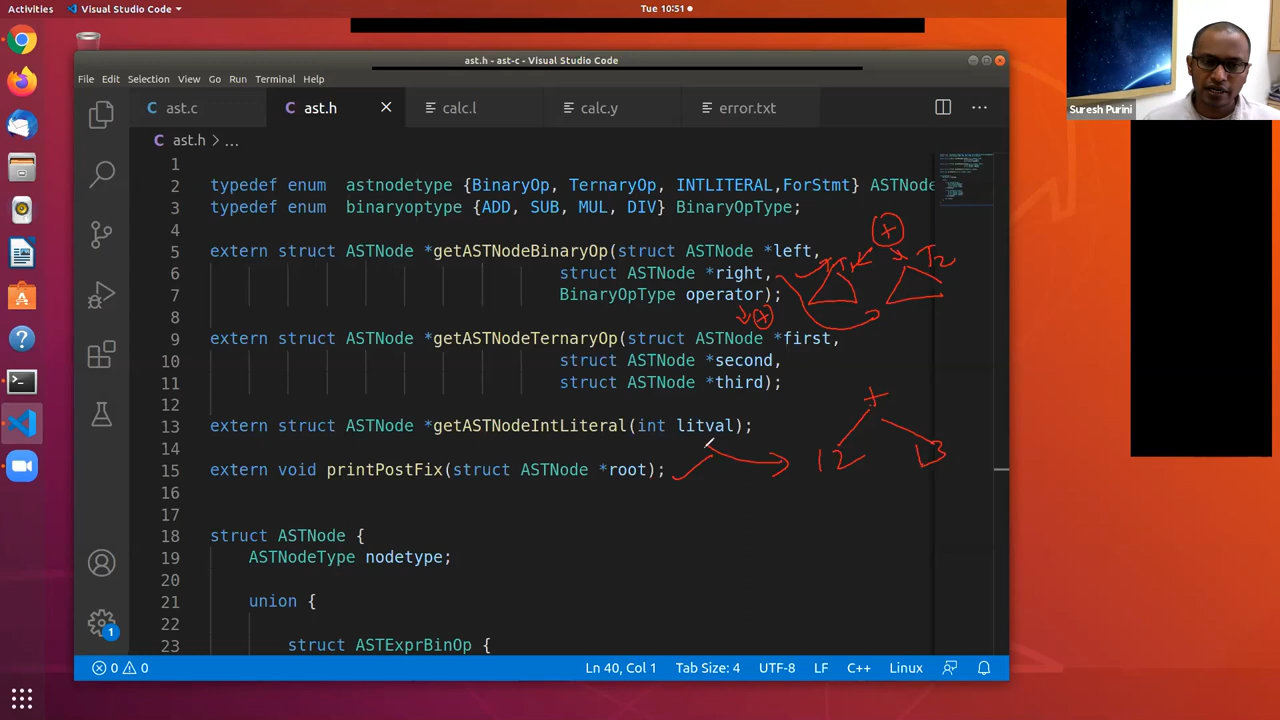 Activities Visual Studio Code Tue 10:51
ast.h - ast-c - Visual Studio Code
File Edit Selection View Go Run Terminal Help
ast.c ast.h calc.l calc.y error.txt
ast.h > ...
1
2 typedef enum astnodetype {BinaryOp, TernaryOp, INTLITERAL,ForStmt} ASTNode
3 typedef enum binaryoptype {ADD, SUB, MUL, DIV} BinaryOpType;
4
5 extern struct ASTNode *getASTNodeBinaryOp(struct ASTNode *left,
6 struct ASTNode *right,
7 BinaryOpType operator);
8
9 extern struct ASTNode *getASTNodeTernaryOp(struct ASTNode *first,
10 struct ASTNode *second,
11 struct ASTNode *third);
12
13 extern struct ASTNode *getASTNodeIntLiteral(int litval);
14
15 extern void printPostFix(struct ASTNode *root);
16
17
18 struct ASTNode {
19 ASTNodeType nodetype;
20
21 union {
22
23 struct ASTExprBinOp {
+
T1 T2
+
+
12 13
0 0 Ln 40, Col 1 Tab Size: 4 UTF-8 LF C++ Linux
1
Suresh Purini